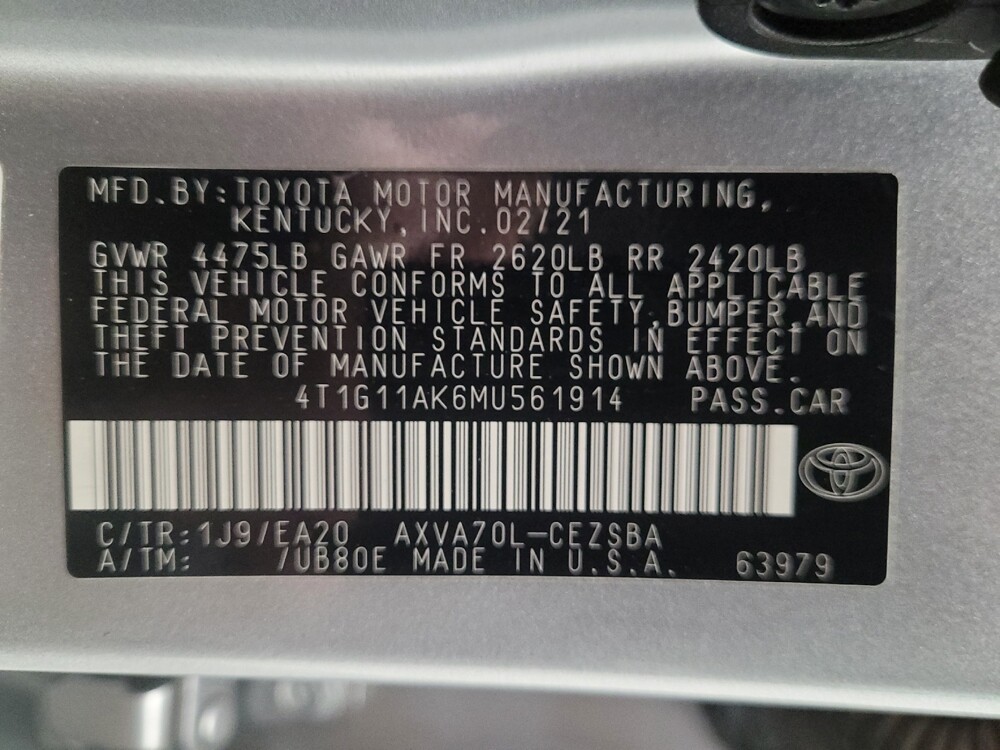 MFD.BY:TOYOTA MOTOR MANUFACTURING,
KENTUCKY,INC.02/21
GVWR 4475LB GAWR FR 2620LB RR 2420LB
THIS VEHICLE CONFORMS TO ALL APPLICABLE
FEDERAL MOTOR VEHICLE SAFETY,BUMPER,AND
THEFT PREVENTION STANDARDS IN EFFECT ON
THE DATE OF MANUFACTURE SHOWN ABOVE.
4T1G11AK6MU561914 PASS.CAR
C/TR:1J9/EA20 AXVA70L-CEZSBA
A/TM: /UB80E MADE IN U.S.A. 63979